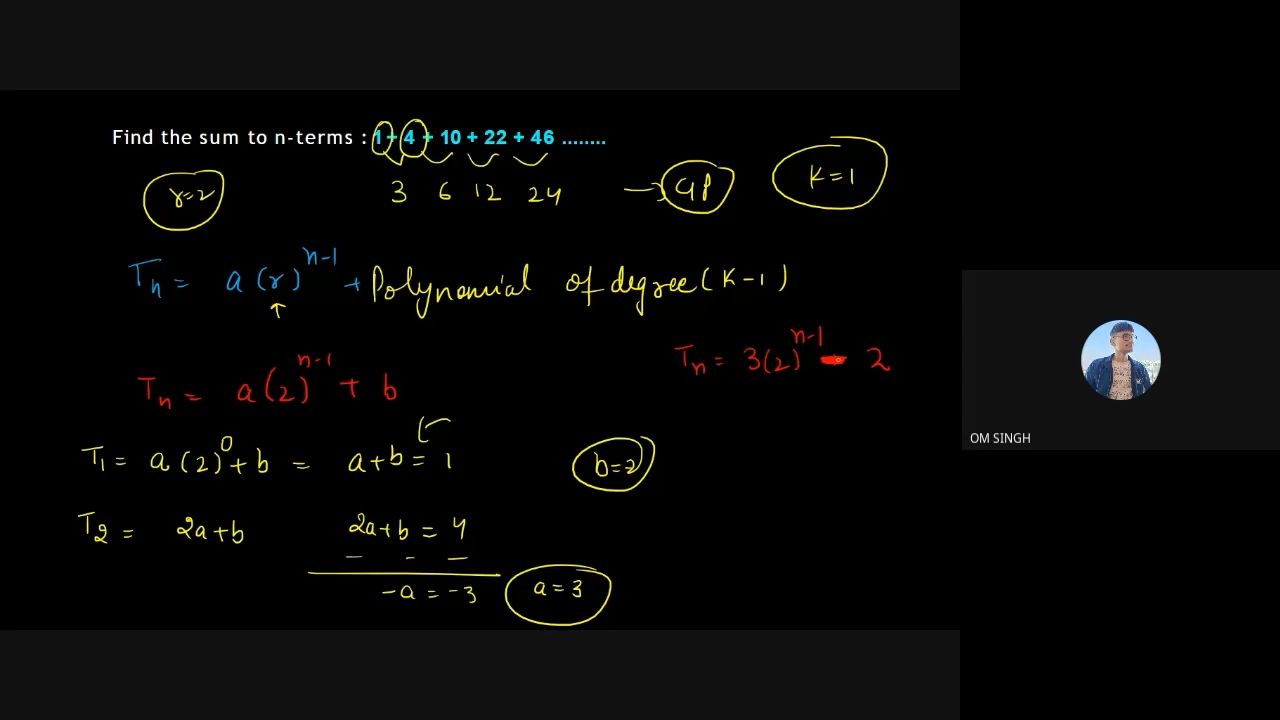 Find the sum to n-terms : 1 + 4 + 10 + 22 + 46 ........
r=2 3 6 12 24 → GP K=1
Tn = a(r)^n-1 + Polynomial of degree (K-1)
↑
Tn = 3(2)^n-1 - 2
Tn = a(2)^n-1 + b
T1 = a(2)^0 + b = a+b = 1
b=2
T2 = 2a+b 2a+b = 4
- - -
-a = -3 a = 3
OM SINGH